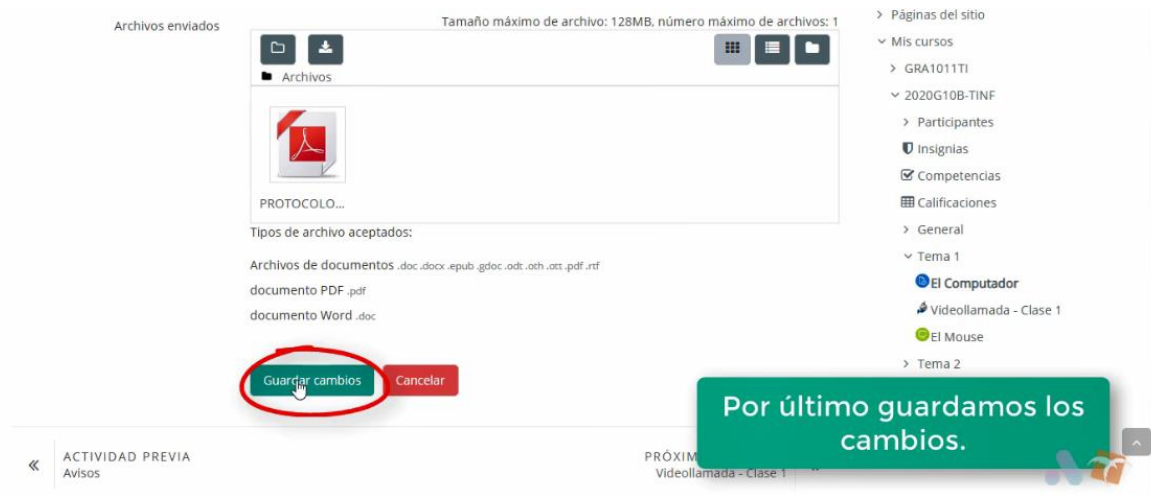 Archivos enviados
Tamaño máximo de archivo: 128MB, número máximo de archivos: 1
Archivos
PROTOCOLO...
Tipos de archivo aceptados:
Archivos de documentos .doc .docx .epub .gdoc .odt .oth .ott .pdf .rtf
documento PDF .pdf
documento Word .doc
Guardar cambios
Cancelar
> Páginas del sitio
Mis cursos
> GRA1011TI
2020G10B-TINF
> Participantes
Insignias
Competencias
Calificaciones
> General
Tema 1
El Computador
Videollamada - Clase 1
El Mouse
> Tema 2
Por último guardamos los
cambios.
« ACTIVIDAD PREVIA
Avisos
PRÓXIM
Videollamada - Clase 1